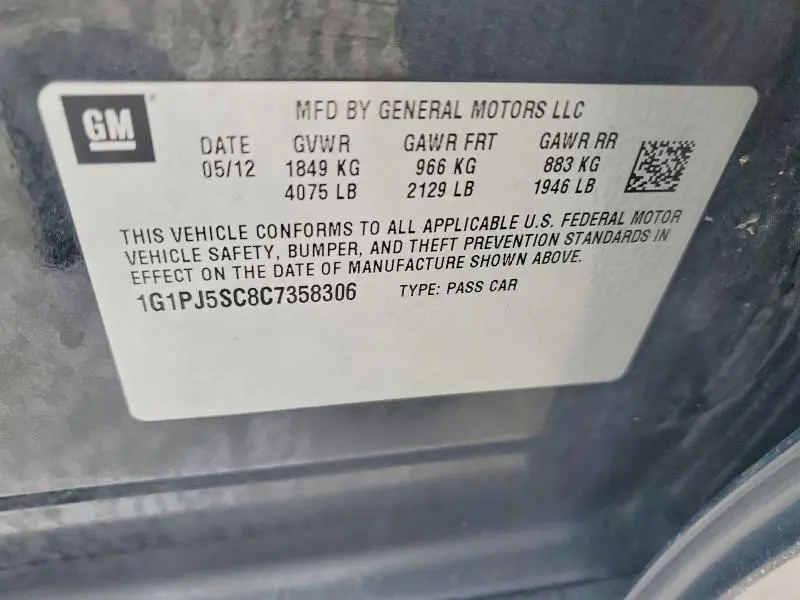 GM
MFD BY GENERAL MOTORS LLC
DATE GVWR GAWR FRT GAWR RR
05/12 1849 KG 966 KG 883 KG
4075 LB 2129 LB 1946 LB
THIS VEHICLE CONFORMS TO ALL APPLICABLE U.S. FEDERAL MOTOR
VEHICLE SAFETY, BUMPER, AND THEFT PREVENTION STANDARDS IN
EFFECT ON THE DATE OF MANUFACTURE SHOWN ABOVE.
1G1PJ5SC8C7358306 TYPE: PASS CAR